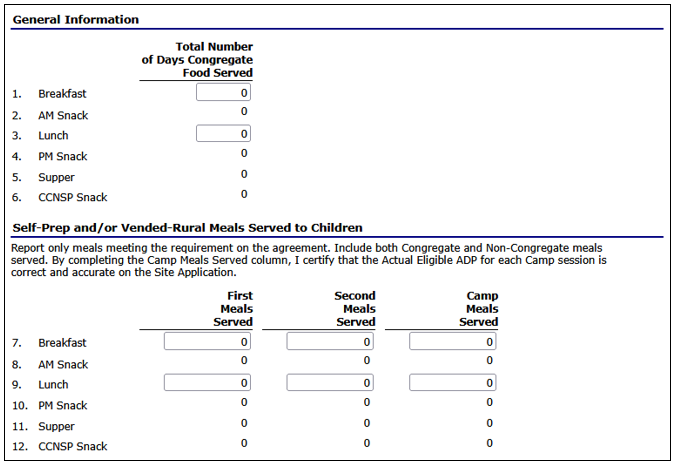 General Information
Total Number
of Days Congregate
Food Served
1. Breakfast 0
2. AM Snack 0
3. Lunch 0
4. PM Snack 0
5. Supper 0
6. CCNSP Snack 0
Self-Prep and/or Vended-Rural Meals Served to Children
Report only meals meeting the requirement on the agreement. Include both Congregate and Non-Congregate meals
served. By completing the Camp Meals Served column, I certify that the Actual Eligible ADP for each Camp session is
correct and accurate on the Site Application.
First Second Camp
Meals Meals Meals
Served Served Served
7. Breakfast 0 0 0
8. AM Snack 0 0 0
9. Lunch 0 0 0
10. PM Snack 0 0 0
11. Supper 0 0 0
12. CCNSP Snack 0 0 0